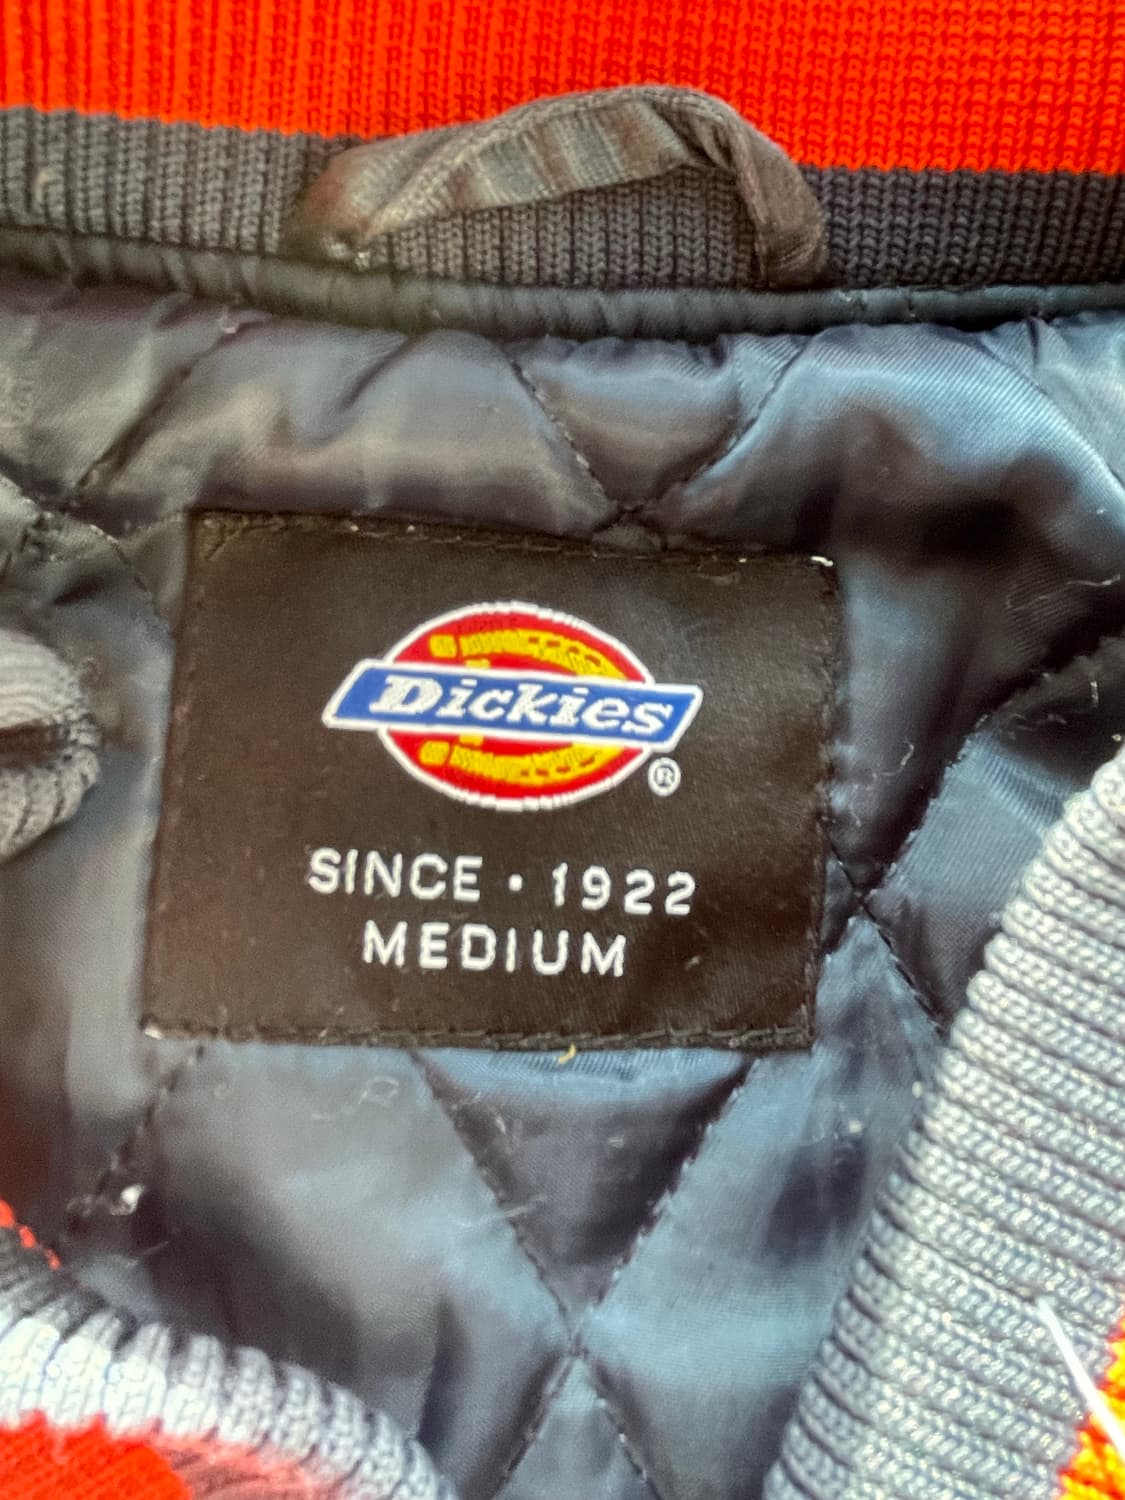 Dickies
®
SINCE · 1922
MEDIUM